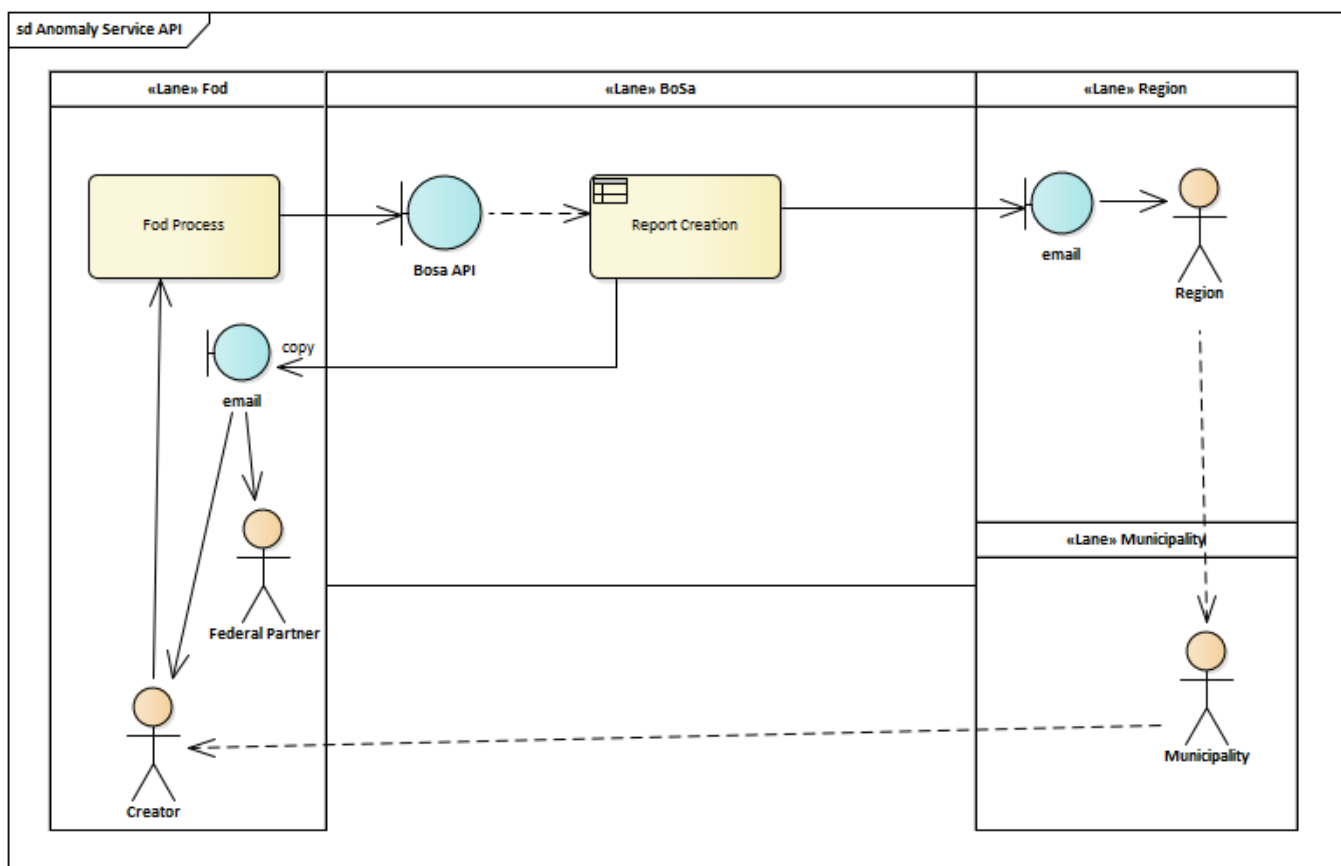 sd Anomaly Service API
«Lane» Fod
«Lane» BoSa
«Lane» Region
Fod Process
Bosa API
Report Creation
email
Region
copy
email
«Lane» Municipality
Federal Partner
Creator
Municipality